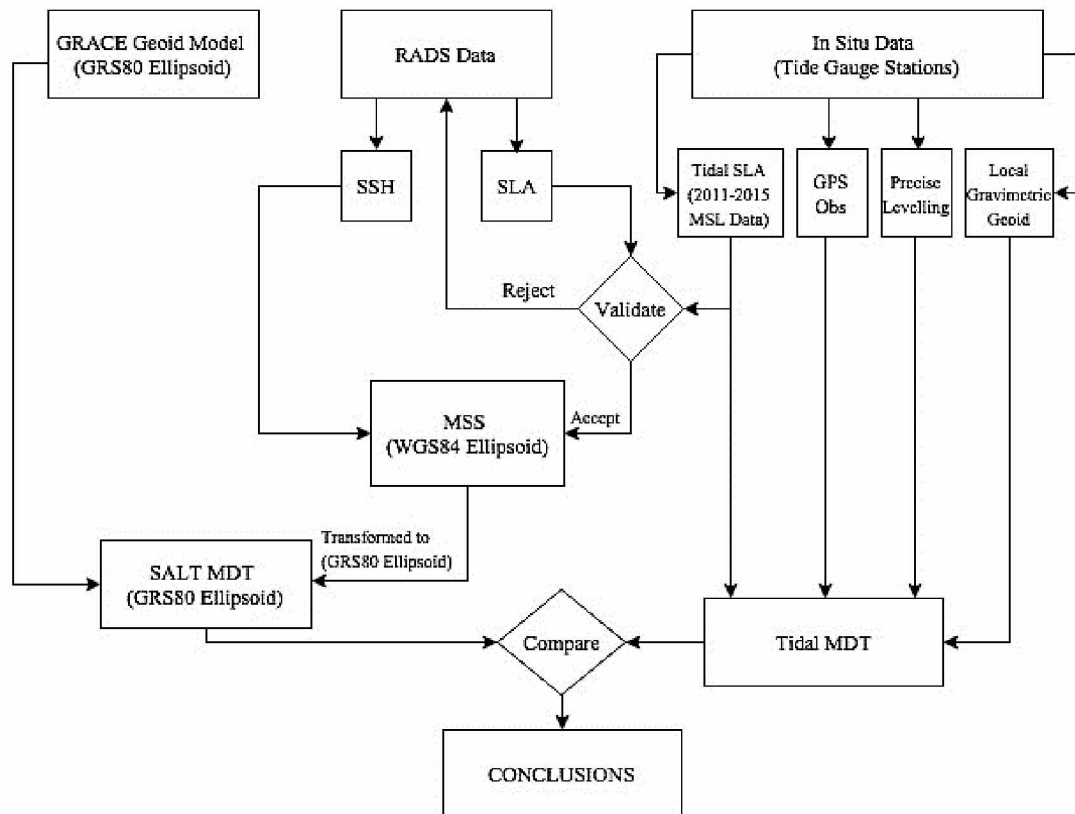 GRACE Geoid Model
(GRS80 Ellipsoid)
RADS Data
In Situ Data
(Tide Gauge Stations)
SSH
SLA
Tidal SLA
(2011-2015
MSL Data)
GPS
Obs
Precise
Levelling
Local
Gravimetric
Geoid
Reject
Validate
MSS
(WGS84 Ellipsoid)
Accept
Transformed to
(GRS80 Ellipsoid)
SALT MDT
(GRS80 Ellipsoid)
Compare
Tidal MDT
CONCLUSIONS